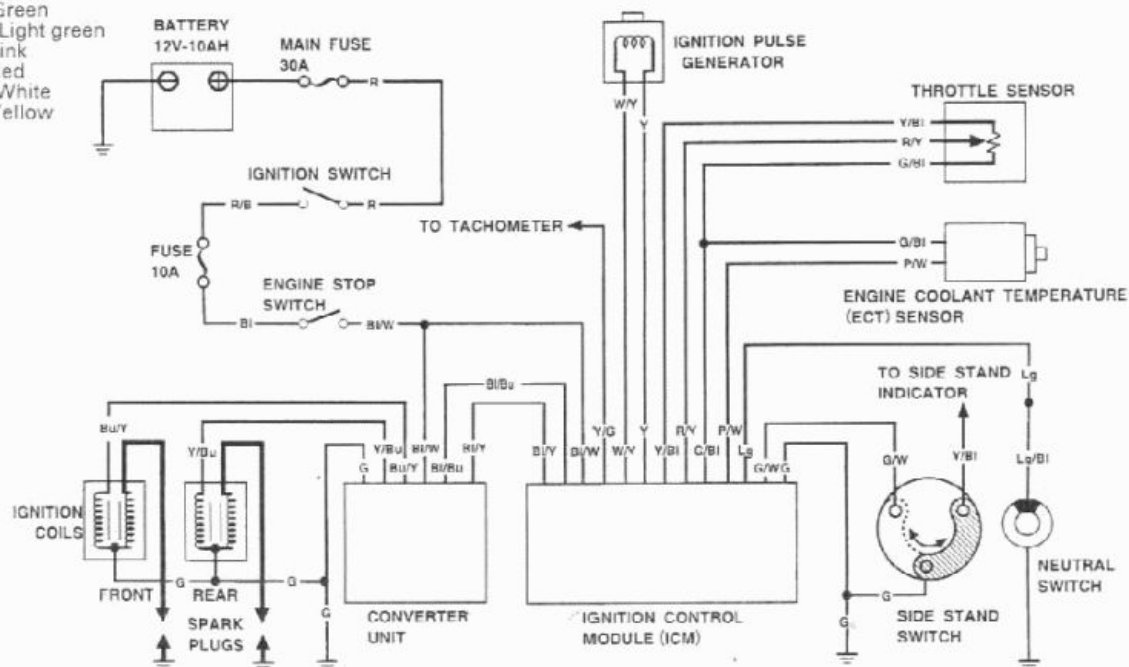 Green
Light green
ink
ed
White
ellow
BATTERY
12V-10AH
MAIN FUSE
30A
R
IGNITION PULSE
GENERATOR
THROTTLE SENSOR
W/Y
Y
Y/Bl
R/Y
G/Bl
IGNITION SWITCH
R/B
R
TO TACHOMETER
FUSE
10A
G/Bl
P/W
ENGINE STOP
SWITCH
Bl
Bl/W
ENGINE COOLANT TEMPERATURE
(ECT) SENSOR
TO SIDE STAND
INDICATOR
Lg
Bl/Bu
Bu/Y
Y/Bu
G
Y/Bu
Bu/Y
Bl/W
Bl/Bu
Bl/Y
Bl/Y
Bl/W
Y/G
W/Y
Y
Y/Bl
R/Y
G/Bl
P/W
Lg
G/W
G
G/W
Y/Bl
Lg/Bl
IGNITION
COILS
FRONT
REAR
G
G
G
SPARK
PLUGS
CONVERTER
UNIT
IGNITION CONTROL
MODULE (ICM)
G
G
SIDE STAND
SWITCH
NEUTRAL
SWITCH